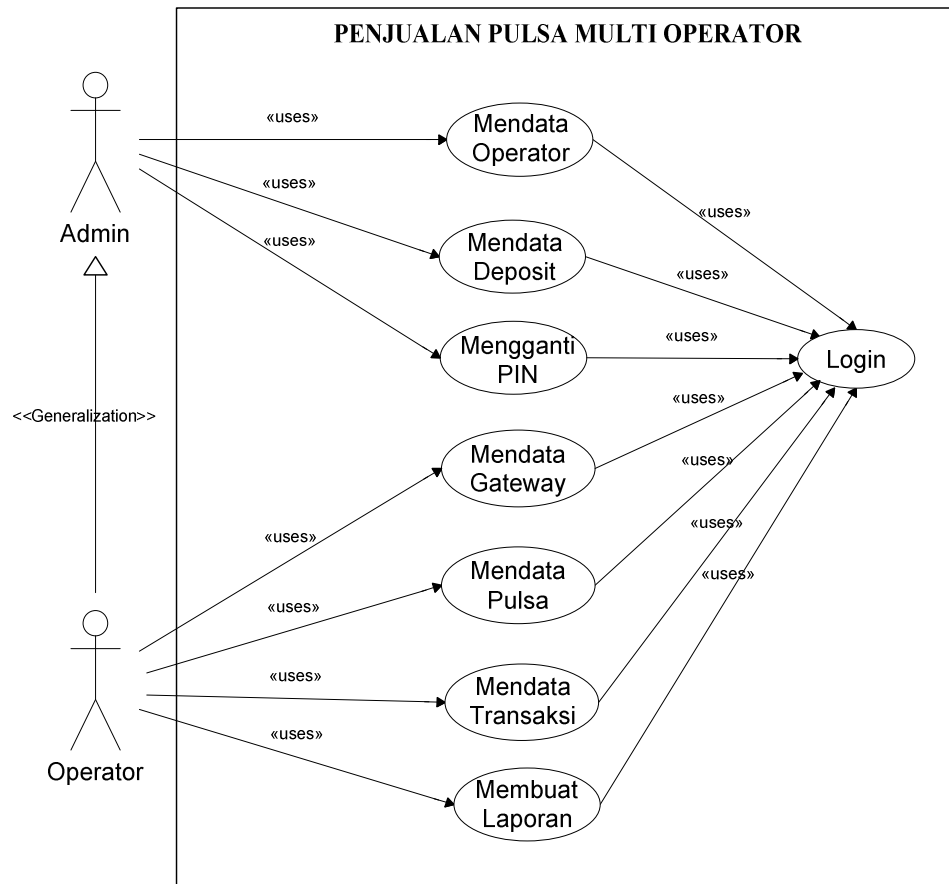 PENJUALAN PULSA MULTI OPERATOR
«uses»
Mendata
Operator
«uses»
«uses»
Admin
«uses»
Mendata
Deposit
«uses»
«uses»
Mengganti
PIN
«uses»
Login
<<Generalization>>
«uses»
Mendata
Gateway
«uses»
«uses»
«uses»
Mendata
Pulsa
«uses»
«uses»
«uses»
Mendata
Transaksi
«uses»
Operator
Membuat
Laporan